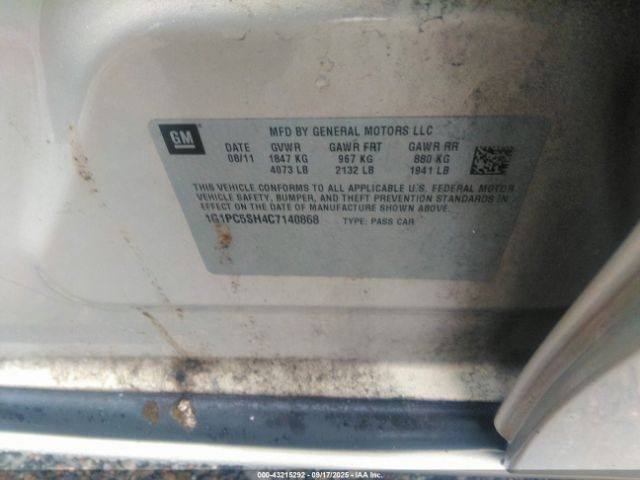 GM
MFD BY GENERAL MOTORS LLC
DATE GVWR GAWR FRT GAWR RR
08/11 1847 KG 967 KG 880 KG
4073 LB 2132 LB 1941 LB
THIS VEHICLE CONFORMS TO ALL APPLICABLE U.S. FEDERAL MOTOR
VEHICLE SAFETY, BUMPER, AND THEFT PREVENTION STANDARDS IN
EFFECT ON THE DATE OF MANUFACTURE SHOWN ABOVE.
1G1PC5SH4C7140868 TYPE: PASS CAR
000-43215292 - 09/17/2025 - IAAI.COM